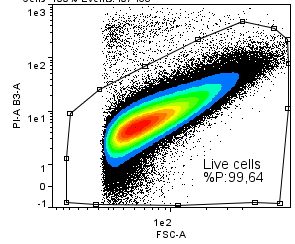 1e3
1e2
1e1
1
0
-1
PI-A B3-A
Live cells
%P:99,64
1e2
FSC-A